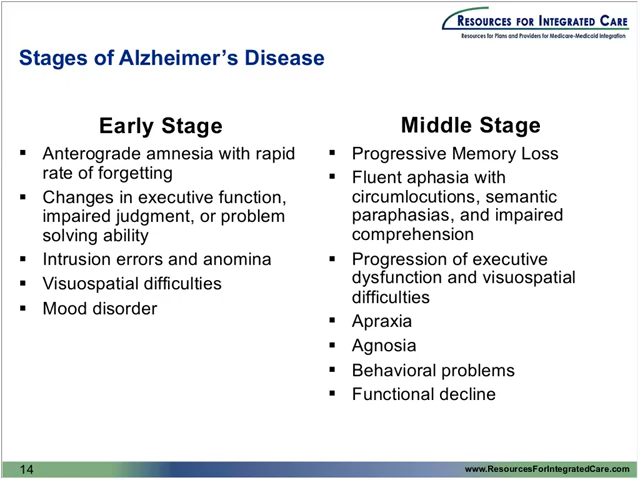 RESOURCES FOR INTEGRATED CARE
Resources for Plans and Providers for Medicare-Medicaid Integration
Stages of Alzheimer's Disease
Early Stage
▪ Anterograde amnesia with rapid
rate of forgetting
▪ Changes in executive function,
impaired judgment, or problem
solving ability
▪ Intrusion errors and anomina
▪ Visuospatial difficulties
▪ Mood disorder
Middle Stage
▪ Progressive Memory Loss
▪ Fluent aphasia with
circumlocutions, semantic
paraphasias, and impaired
comprehension
▪ Progression of executive
dysfunction and visuospatial
difficulties
▪ Apraxia
▪ Agnosia
▪ Behavioral problems
▪ Functional decline
14
www.ResourcesForIntegratedCare.com